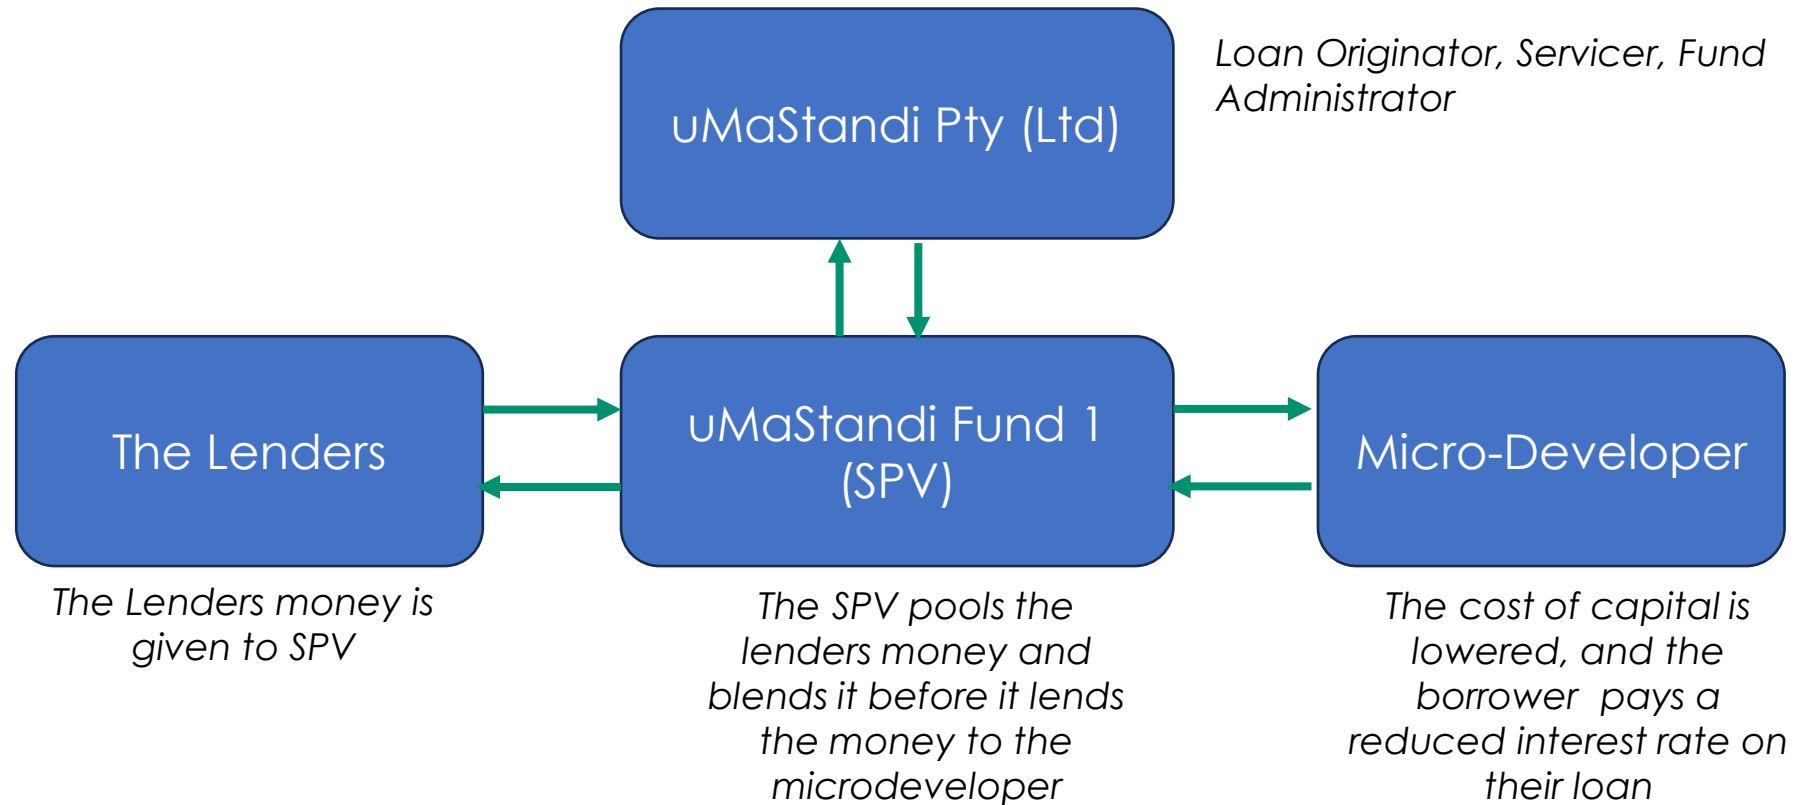 uMaStandi Pty (Ltd)
Loan Originator, Servicer, Fund
Administrator
The Lenders
uMaStandi Fund 1
(SPV)
Micro-Developer
The Lenders money is
given to SPV
The SPV pools the
lenders money and
blends it before it lends
the money to the
microdeveloper
The cost of capital is
lowered, and the
borrower  pays a
reduced interest rate on
their loan